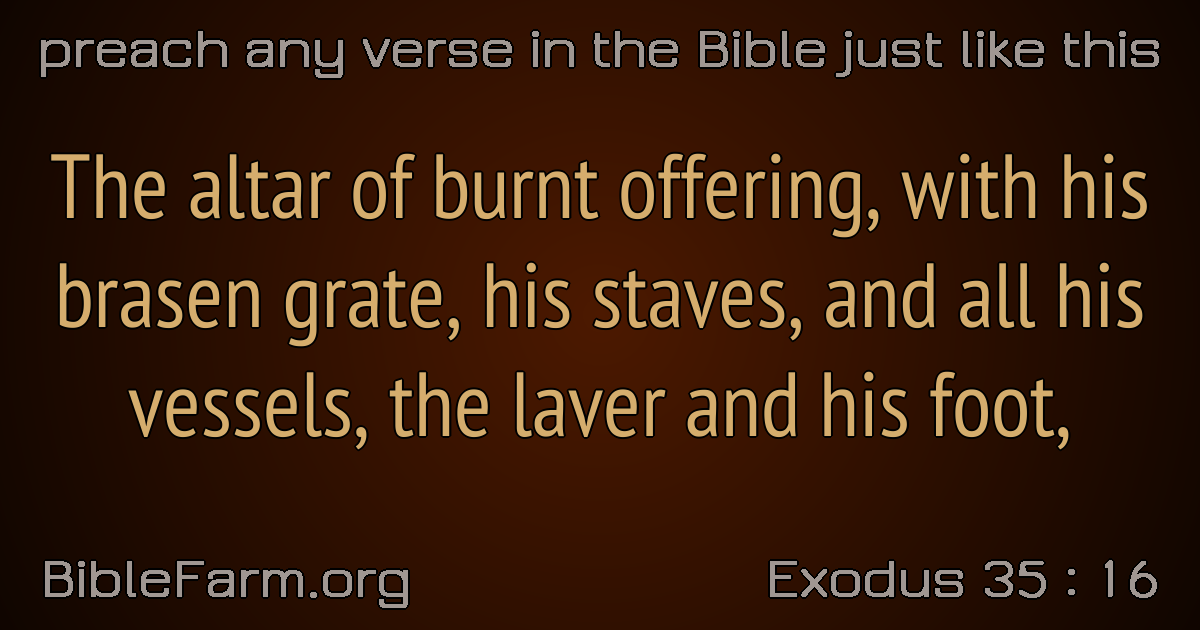 preach any verse in the Bible just like this
The altar of burnt offering, with his
brasen grate, his staves, and all his
vessels, the laver and his foot,
BibleFarm.org
Exodus 35 : 16